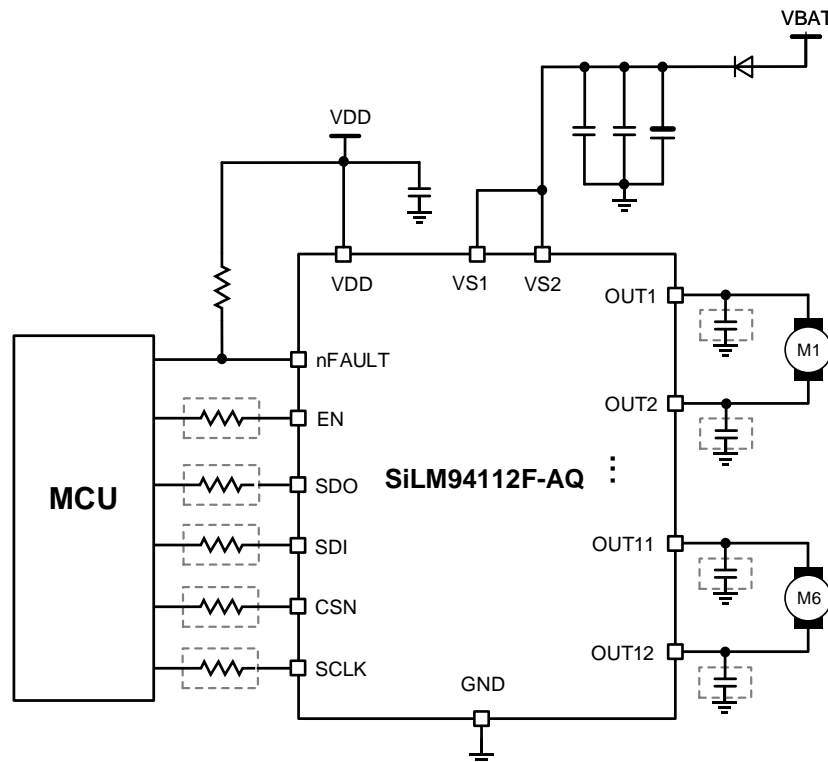 VBAT
VDD
VDD
VS1
VS2
OUT1
nFAULT
M1
EN
OUT2
MCU
SDO
SiLM94112F-AQ
SDI
OUT11
CSN
M6
SCLK
OUT12
GND